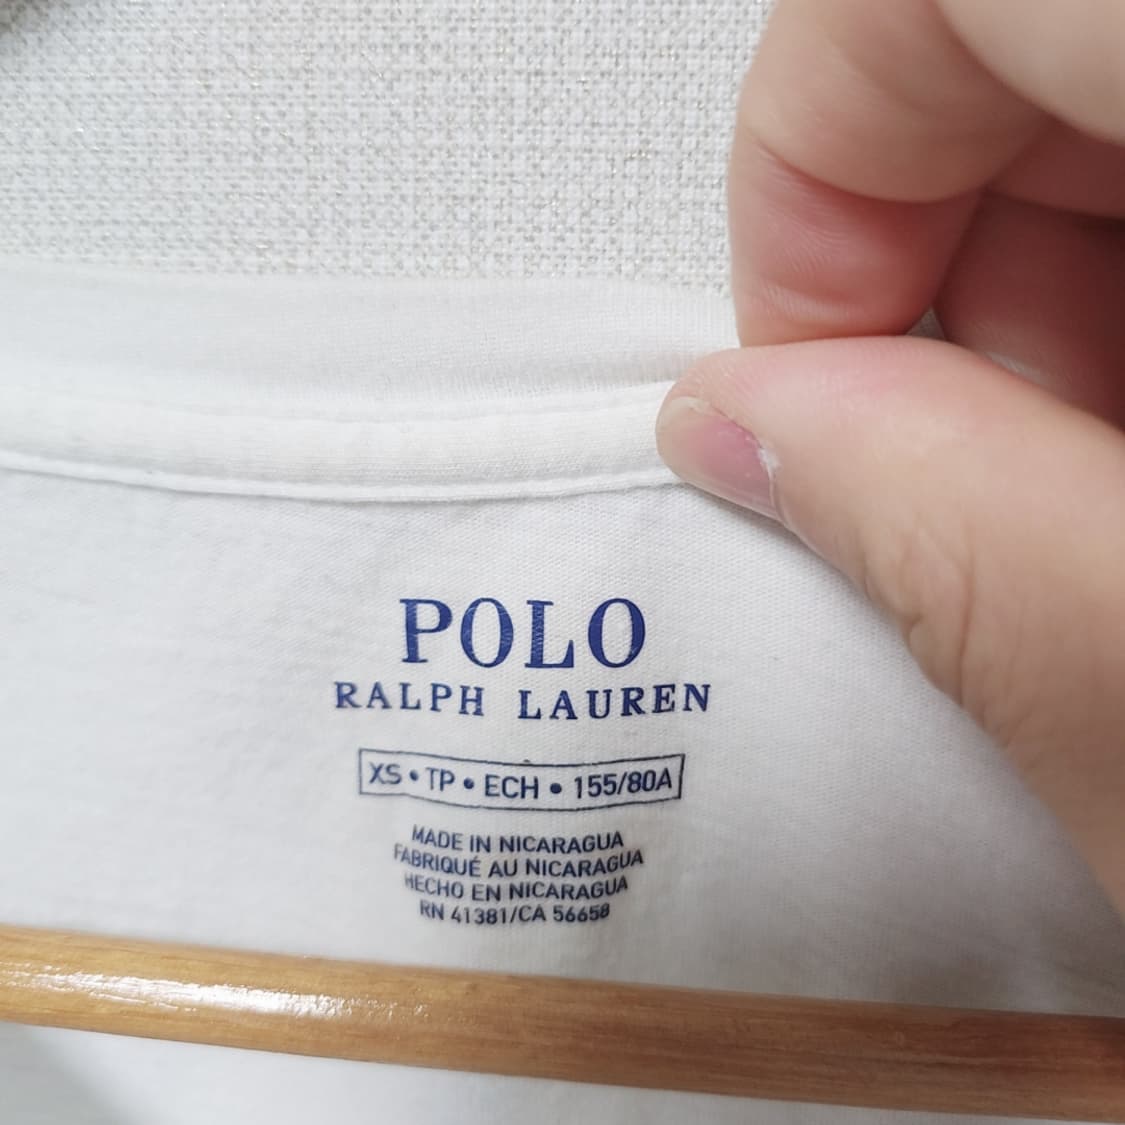 POLO
RALPH LAUREN
XS • TP • ECH • 155/80A
MADE IN NICARAGUA
FABRIQUÉ AU NICARAGUA
HECHO EN NICARAGUA
RN 41381/CA 56658